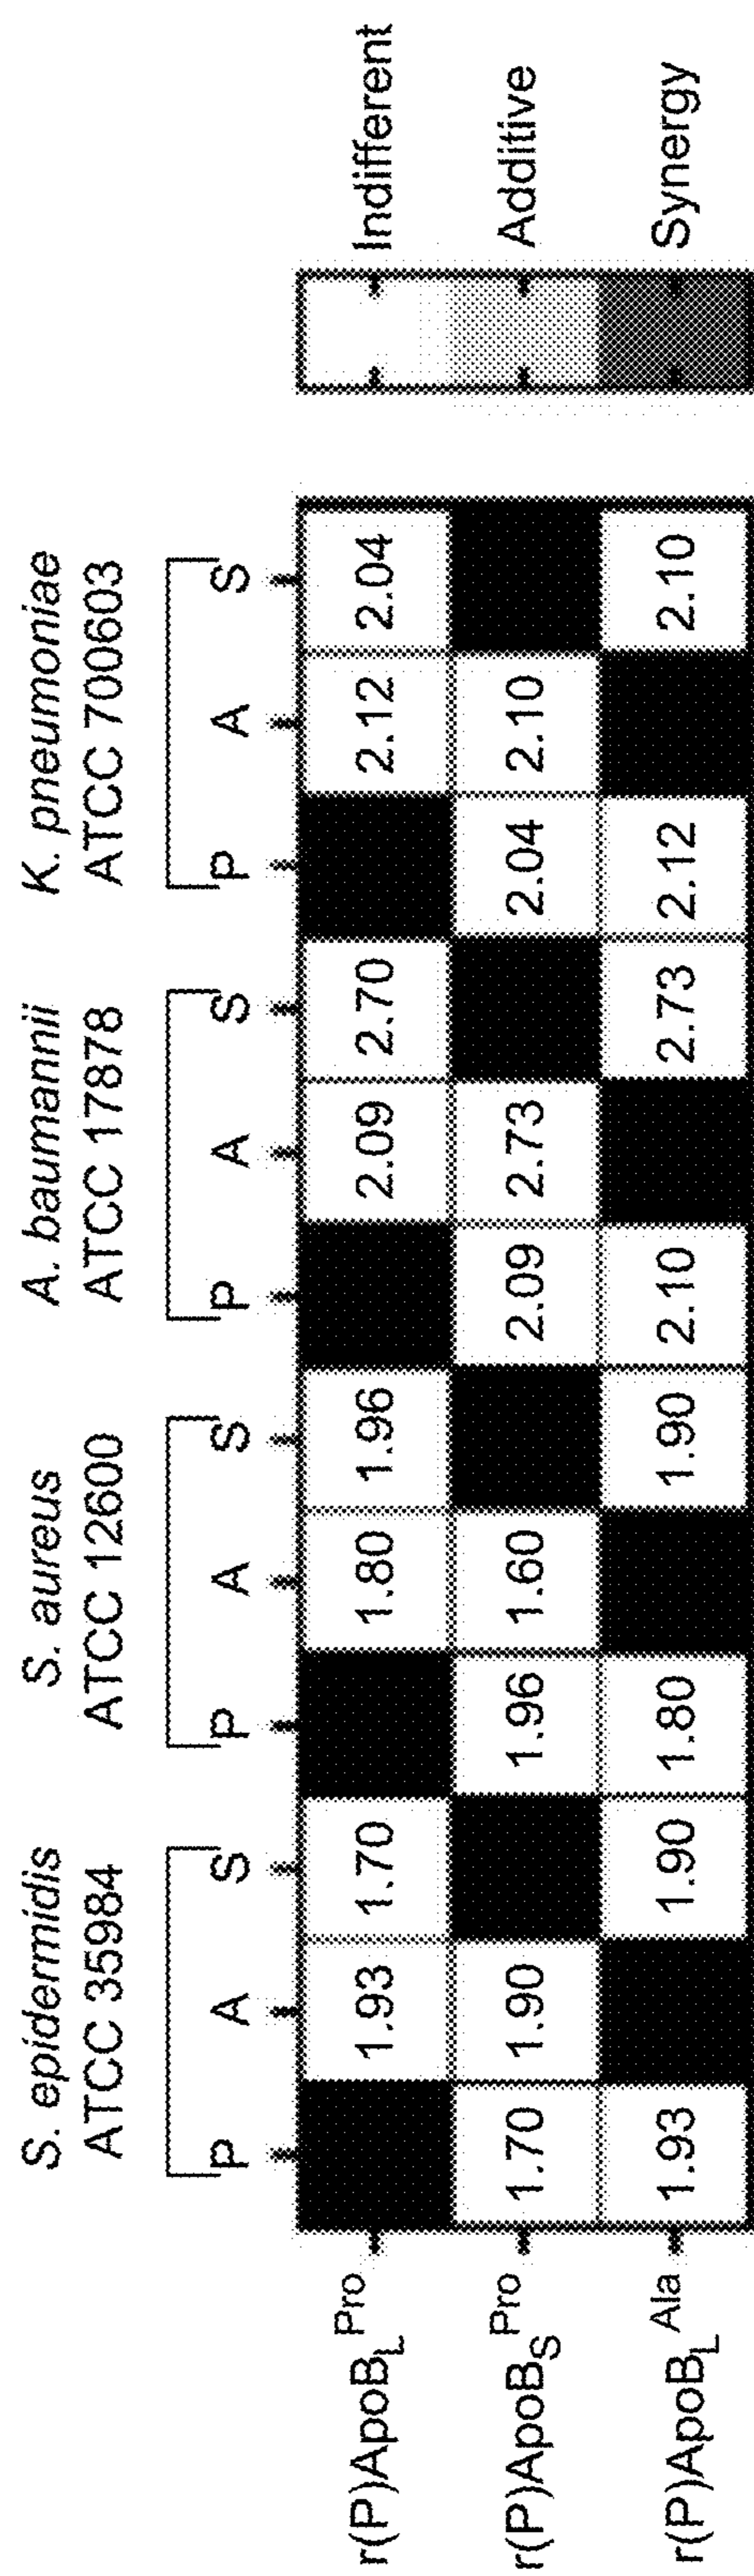 S. epidermidis S. aureus A. baumannii K. pneumoniae
ATCC 35984 ATCC 12600 ATCC 17878 ATCC 700603
P A S P A S P A S P A S
r(P)ApoB_L^Pro 1.93 1.70 1.80 1.96 2.09 2.70 2.12 2.04 Indifferent
r(P)ApoB_S^Pro 1.70 1.90 1.96 1.60 2.09 2.73 2.04 2.10 Additive
r(P)ApoB_L^Ala 1.93 1.90 1.80 1.90 2.10 2.73 2.12 2.10 Synergy